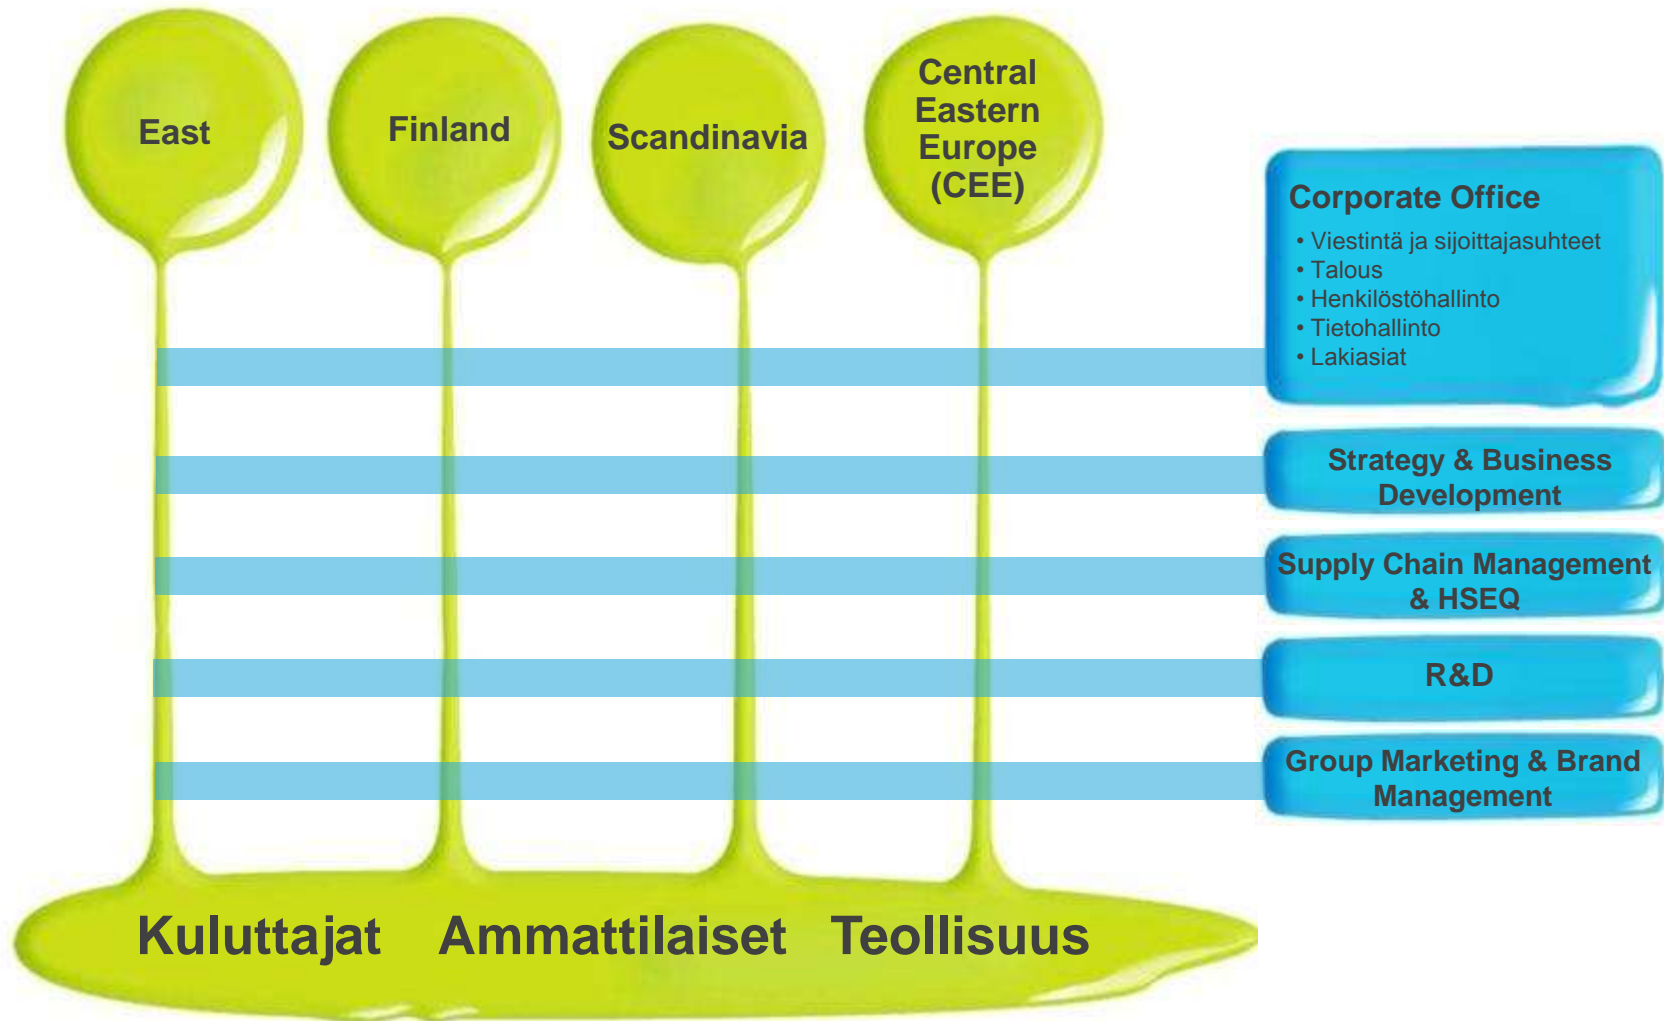 East
Finland
Scandinavia
Central
Eastern
Europe
(CEE)
Corporate Office
• Viestintä ja sijoittajasuhteet
• Talous
• Henkilöstöhallinto
• Tietohallinto
• Lakiasiat
Strategy & Business
Development
Supply Chain Management
& HSEQ
R&D
Group Marketing & Brand
Management
Kuluttajat Ammattilaiset Teollisuus